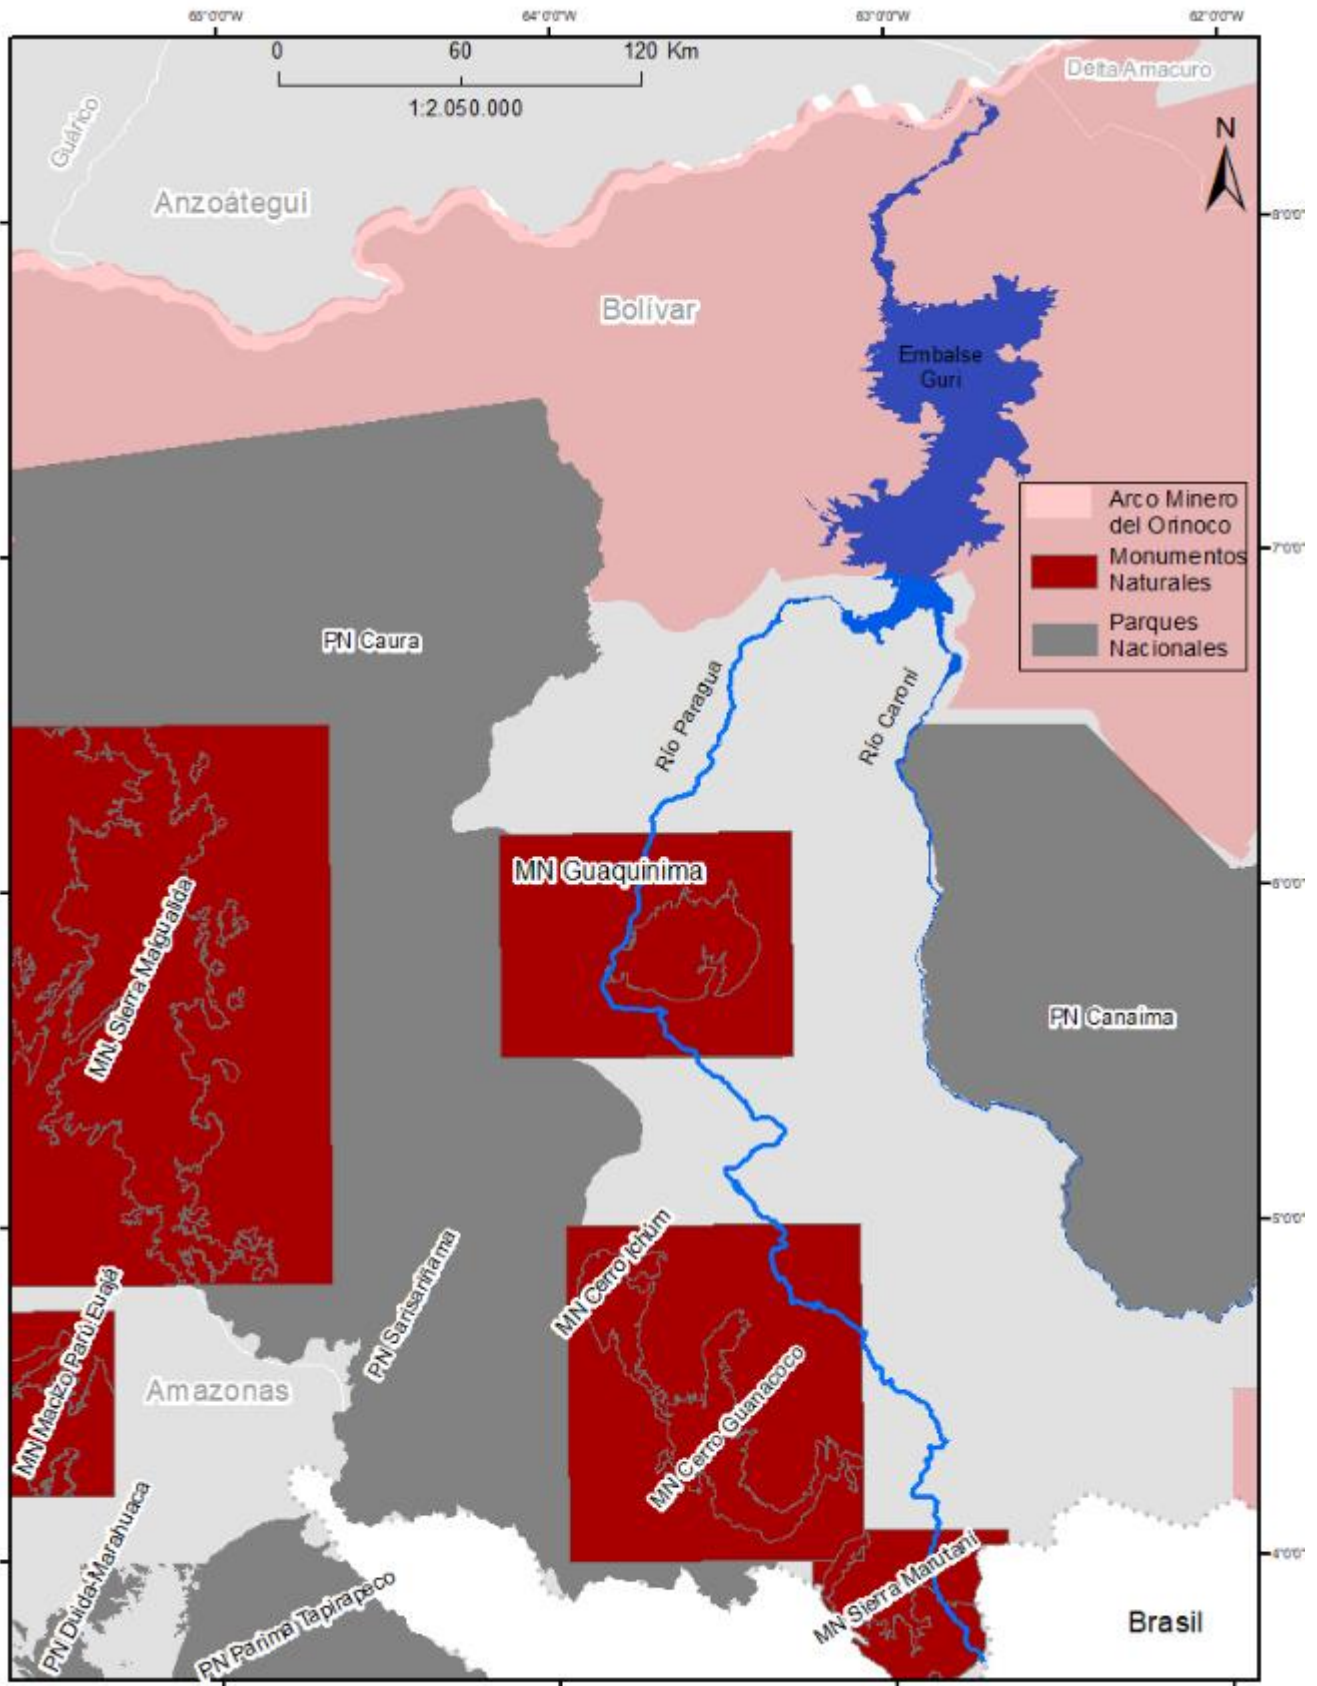 65°0'0"W
64°0'0"W
63°0'0"W
62°0'0"W
0 60 120 Km
1:2.050.000
Delta Amacuro
Guárico
N
Anzoátegui
8°0'0"
Bolívar
Embalse
Guri
Arco Minero
del Orinoco
Monumentos
Naturales
Parques
Nacionales
7°0'0"
PN Caura
Río Paragua
Río Caroní
MN Guaquinima
6°0'0"
MN. Sierra Maigualida
PN Canaima
5°0'0"
MN Cerro Ichúm
PN Sarisariñama
MN Macizo Parú Euajá
Amazonas
MN Cerro Guanacoco
PN Duida-Marahuaca
4°0'0"
MN Sierra Marutaní
PN Parima Tapirapeco
Brasil